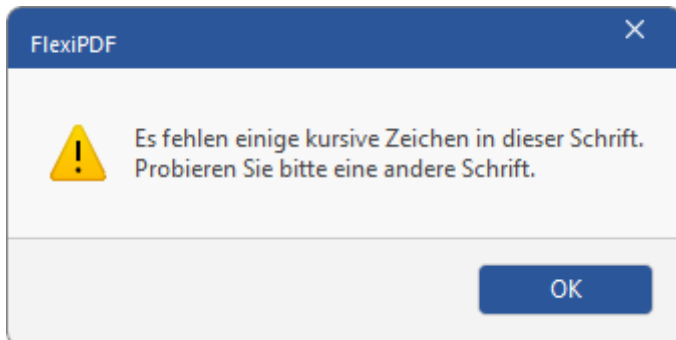 FlexiPDF
Es fehlen einige kursive Zeichen in dieser Schrift.
Probieren Sie bitte eine andere Schrift.
OK